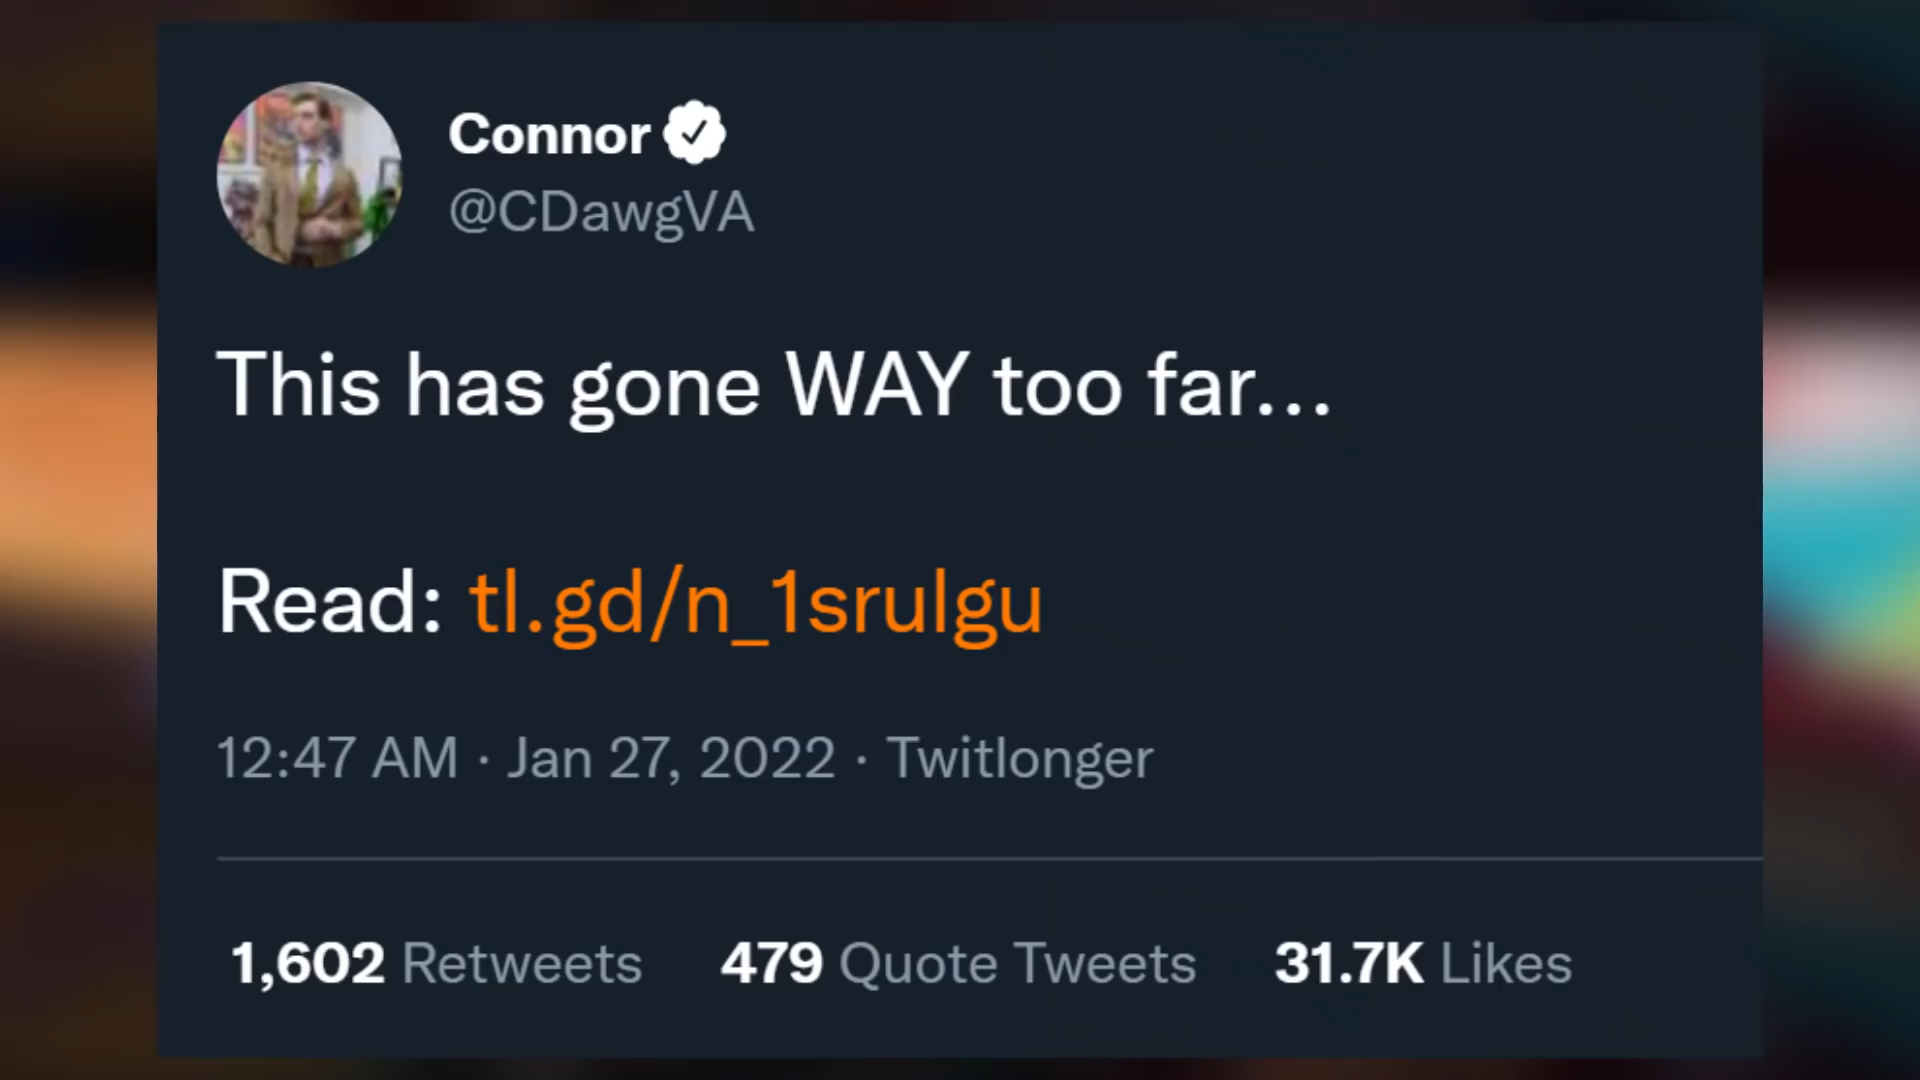 Connor
@CDawgVA
This has gone WAY too far...
Read: tl.gd/n_1srulgu
12:47 AM · Jan 27, 2022 · Twitlonger
1,602 Retweets 479 Quote Tweets 31.7K Likes